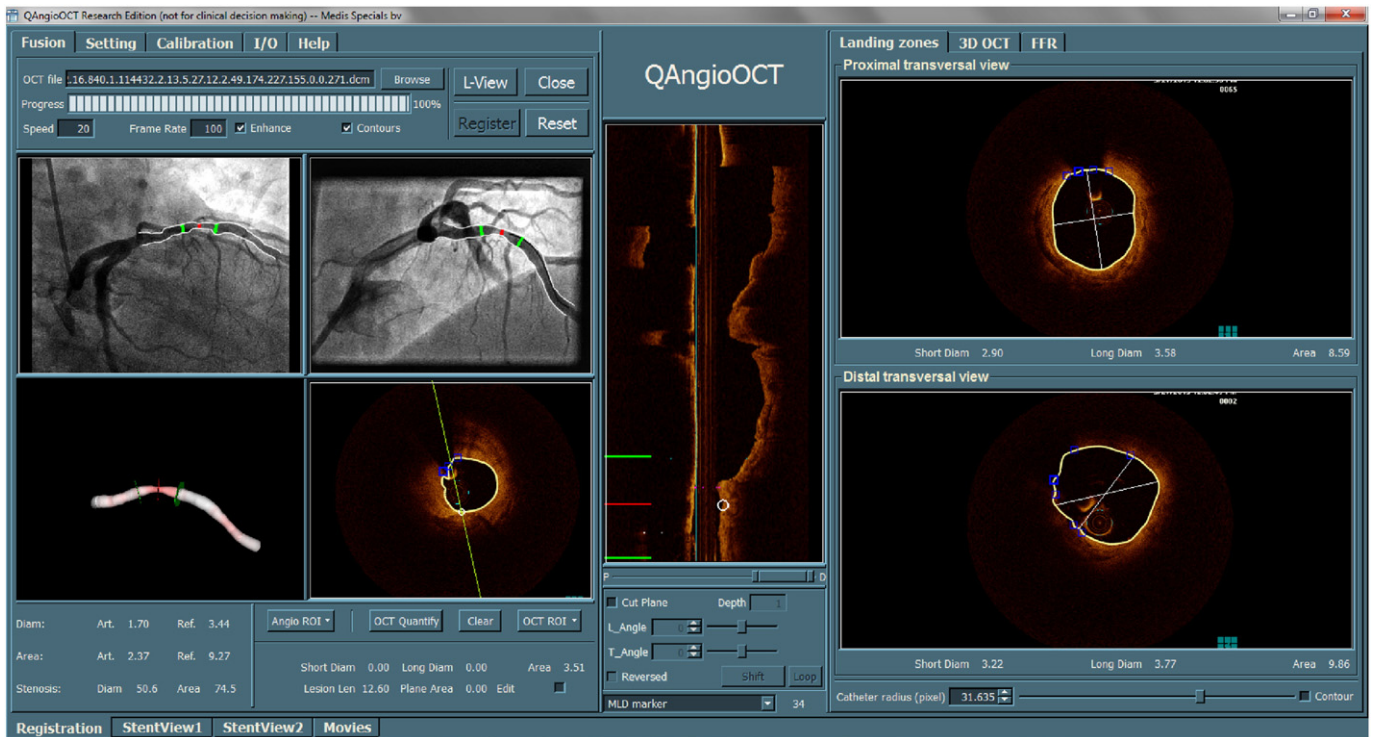 QAngioOCT Research Edition (not for clinical decision making) -- Medis Specials bv
Fusion Setting Calibration I/O Help
OCT file :.16.840.1.114432.2.13.5.27.12.2.49.174.227.155.0.0.271.dcm Browse
L-View Close
Progress 100%
Speed 20 Frame Rate 100 Enhance Contours
Register Reset
Diam: Art. 1.70 Ref. 3.44
Area: Art. 2.37 Ref. 9.27
Stenosis: Diam 50.6 Area 74.5
Angio ROI OCT Quantify Clear OCT ROI
Short Diam 0.00 Long Diam 0.00 Area 3.51
Lesion Len 12.60 Plane Area 0.00 Edit
QAngioOCT
P D
Cut Plane Depth 1
L_Angle 0
T_Angle 0
Reversed Shift Loop
MLD marker 34
Landing zones 3D OCT FFR
Proximal transversal view
0065
Short Diam 2.90 Long Diam 3.58 Area 8.59
Distal transversal view
0002
Short Diam 3.22 Long Diam 3.77 Area 9.86
Catheter radius (pixel) 31.635 Contour
Registration StentView1 StentView2 Movies